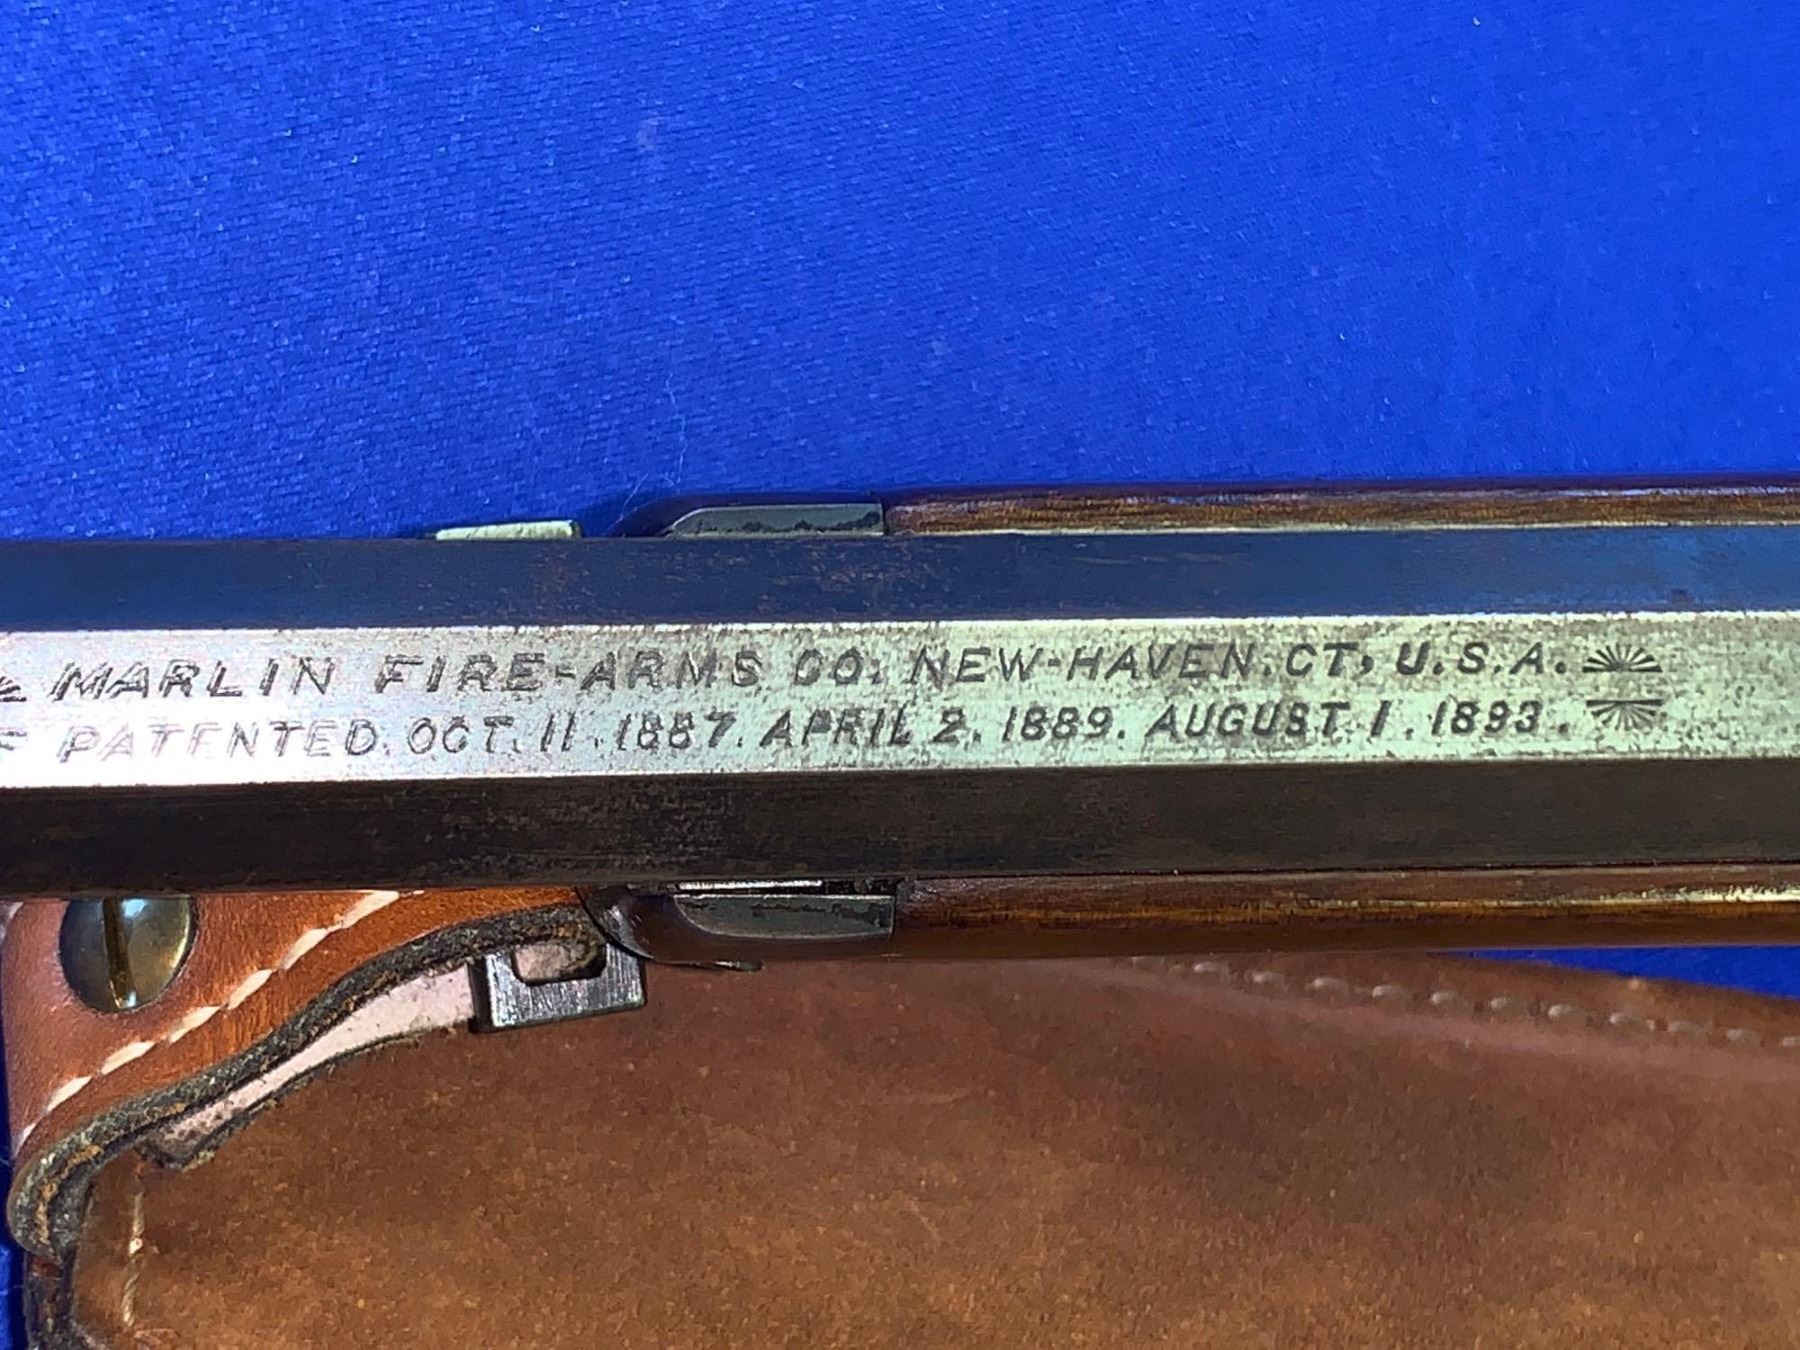 MARLIN FIRE-ARMS CO. NEW-HAVEN.CT, U.S.A.
PATENTED. OCT. 11. 1887. APRIL 2. 1889. AUGUST. 1. 1893.